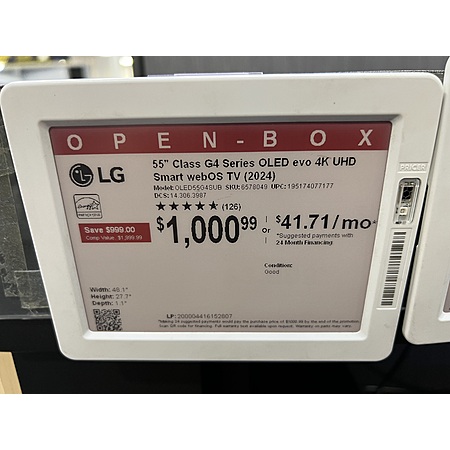 OPEN-BOX
LG
55" Class G4 Series OLED evo 4K UHD
Smart webOS TV (2024)
Model: OLED55G4SUB SKU: 6578049 UPC: 195174077177
DCS: 14.306.3987
(126)
PRICER
Save $999.00
Comp. Value: $1,999.99
$1,000.99 or $41.71/mo*
*Suggested payments with
24 Month Financing
Condition:
Good
Width: 48.1"
Height: 27.7"
Depth: 1.1"
LP: 200004416152807